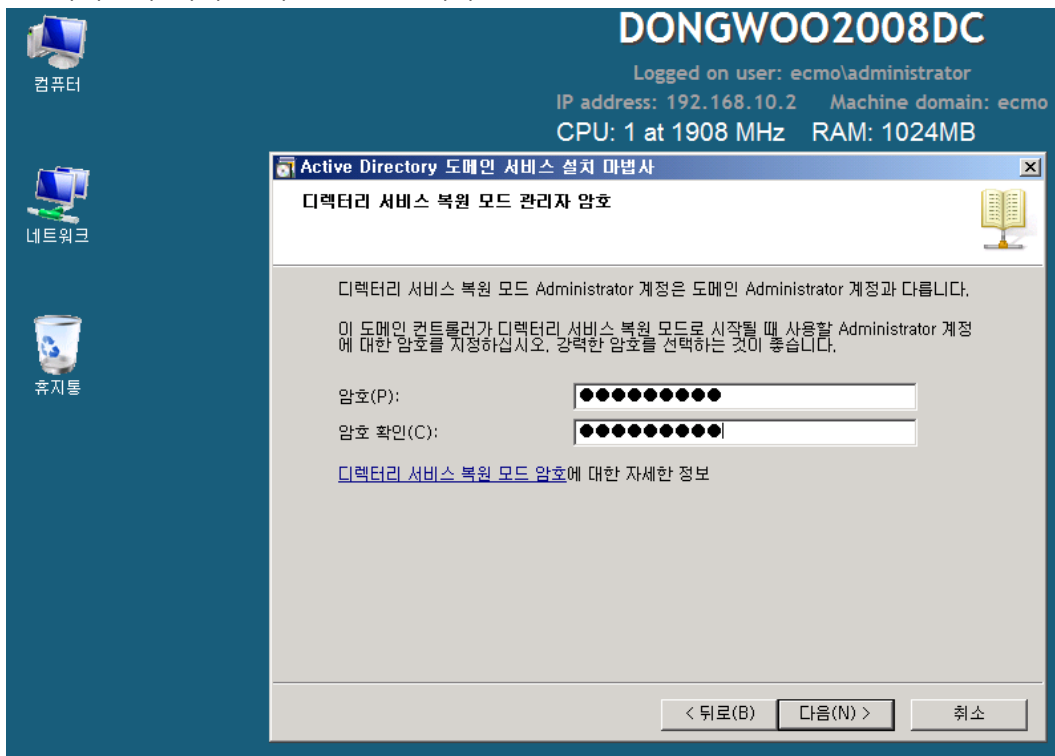 DONGWOO2008DC
Logged on user: ecmo\administrator
IP address: 192.168.10.2 Machine domain: ecmo
CPU: 1 at 1908 MHz RAM: 1024MB
컴퓨터
네트워크
휴지통
Active Directory 도메인 서비스 설치 마법사
디렉터리 서비스 복원 모드 관리자 암호
디렉터리 서비스 복원 모드 Administrator 계정은 도메인 Administrator 계정과 다릅니다.
이 도메인 컨트롤러가 디렉터리 서비스 복원 모드로 시작될 때 사용할 Administrator 계정
에 대한 암호를 지정하십시오. 강력한 암호를 선택하는 것이 좋습니다.
암호(P): ●●●●●●●●●
암호 확인(C): ●●●●●●●●●
디렉터리 서비스 복원 모드 암호에 대한 자세한 정보
< 뒤로(B) 다음(N) > 취소